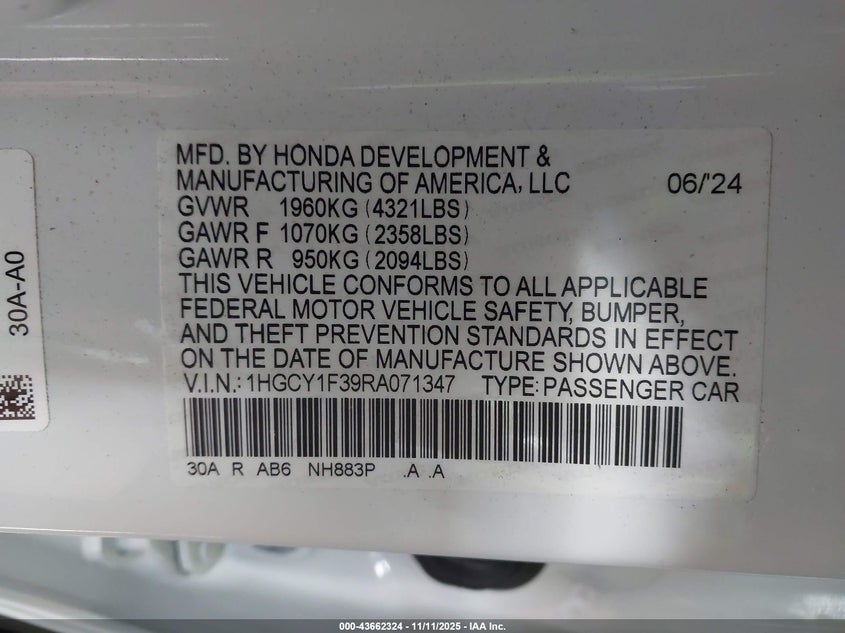 MFD. BY HONDA DEVELOPMENT &
MANUFACTURING OF AMERICA, LLC 06/'24
GVWR 1960KG (4321LBS)
GAWR F 1070KG (2358LBS)
GAWR R 950KG (2094LBS)
THIS VEHICLE CONFORMS TO ALL APPLICABLE
FEDERAL MOTOR VEHICLE SAFETY, BUMPER,
AND THEFT PREVENTION STANDARDS IN EFFECT
ON THE DATE OF MANUFACTURE SHOWN ABOVE.
V.I.N.: 1HGCY1F39RA071347 TYPE: PASSENGER CAR
30A R AB6 NH883P .A .A
30A-A0
000-43662324 | 11/11/2025 - IAA Inc.